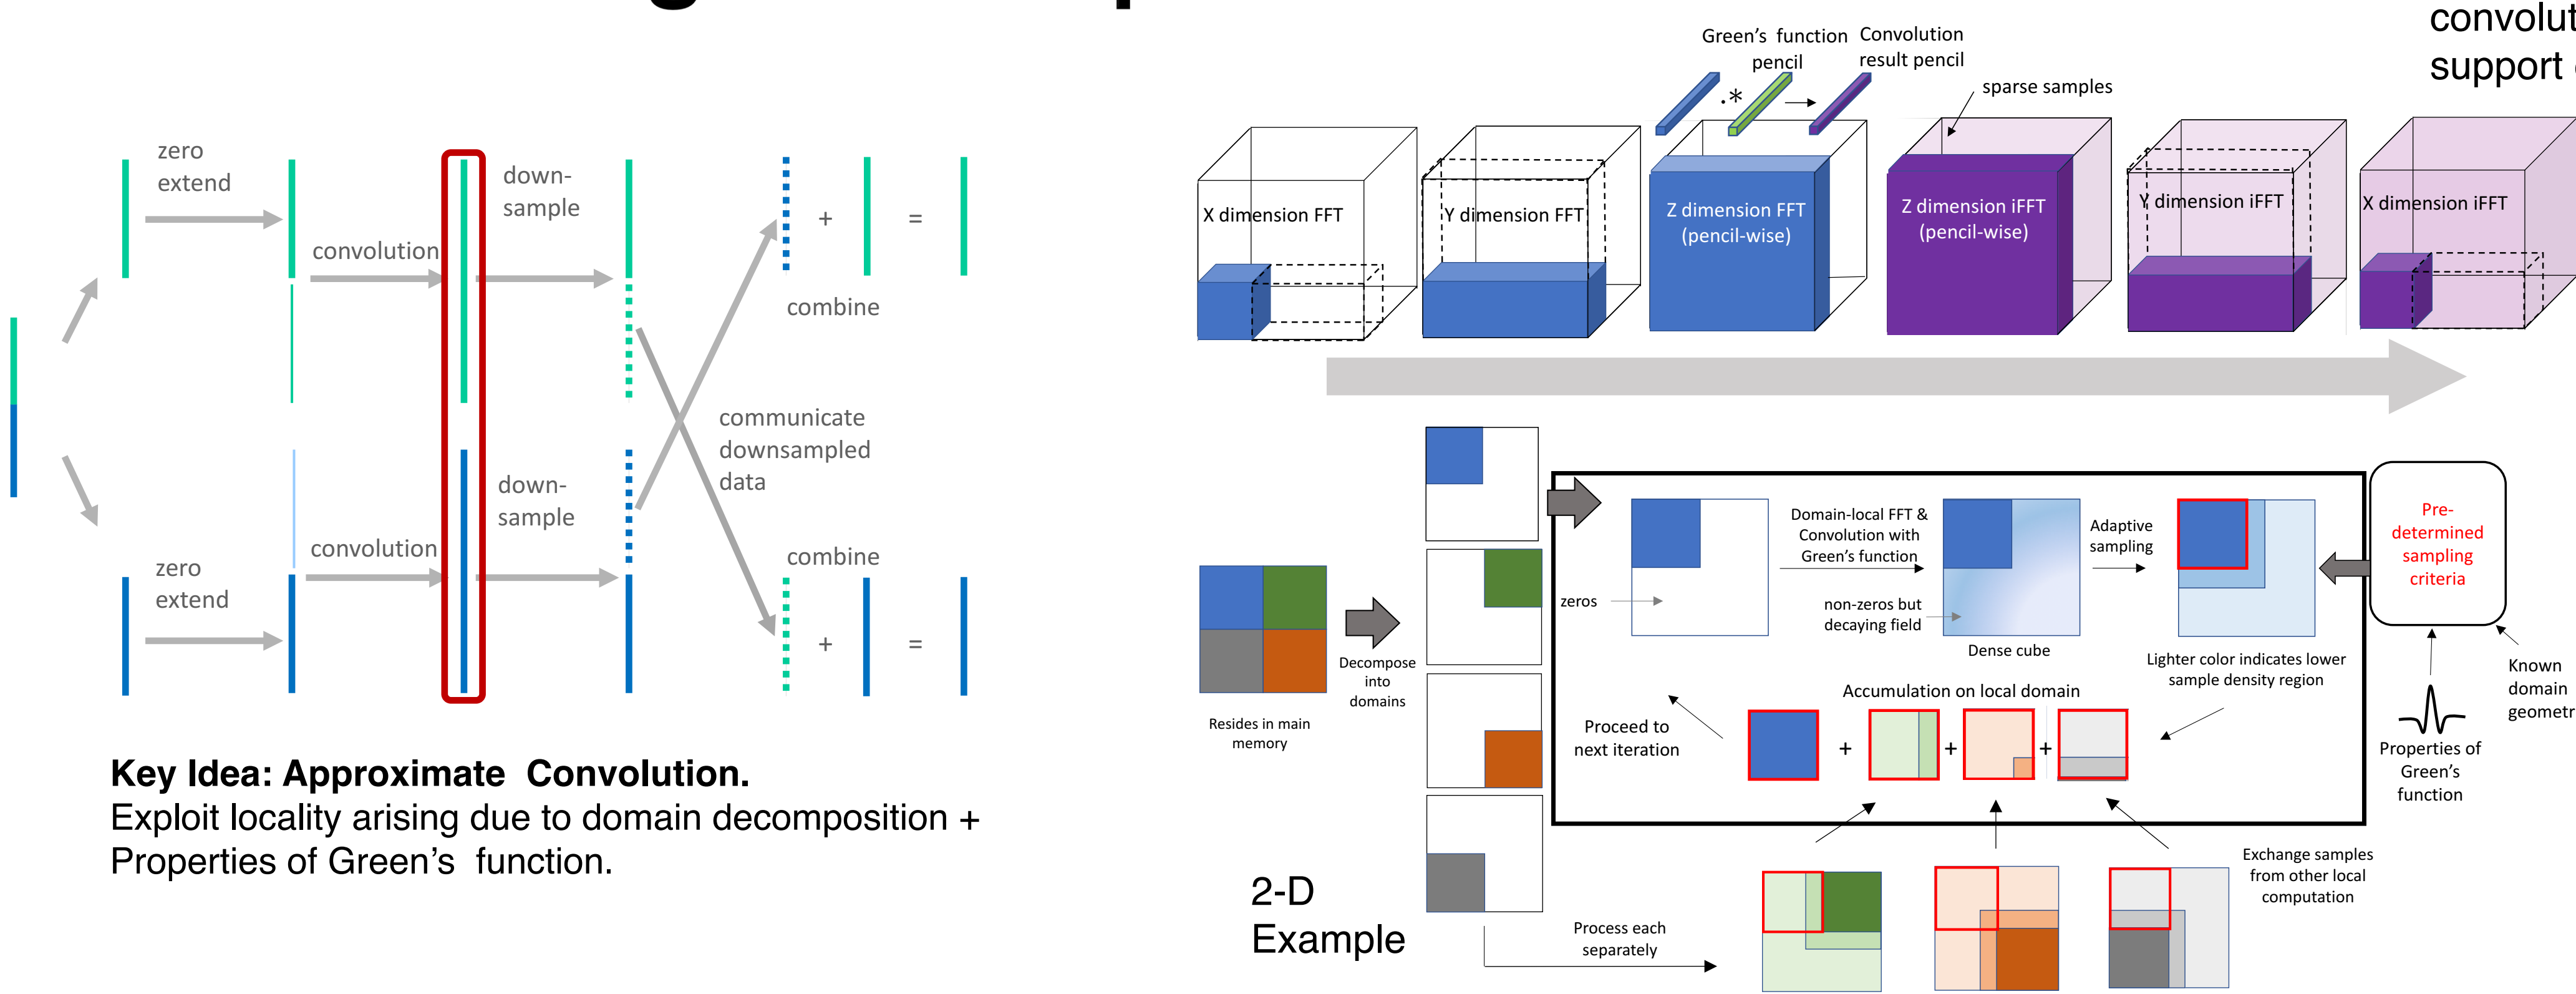 convolut
support
zero
extend
convolution
down-
sample
+
=
combine
communicate
downsampled
data
down-
sample
convolution
zero
extend
combine
+
=
Key Idea: Approximate Convolution.
Exploit locality arising due to domain decomposition +
Properties of Green's function.
Green's function
pencil
Convolution
result pencil
.*
sparse samples
X dimension FFT
Y dimension FFT
Z dimension FFT
(pencil-wise)
Z dimension iFFT
(pencil-wise)
Y dimension iFFT
X dimension iFFT
Resides in main
memory
Decompose
into
domains
zeros
Domain-local FFT &
Convolution with
Green's function
non-zeros but
decaying field
Dense cube
Adaptive
sampling
Lighter color indicates lower
sample density region
Pre-
determined
sampling
criteria
Known
domain
geometr
Properties of
Green's
function
Accumulation on local domain
Proceed to
next iteration
+
+
+
Exchange samples
from other local
computation
2-D
Example
Process each
separately